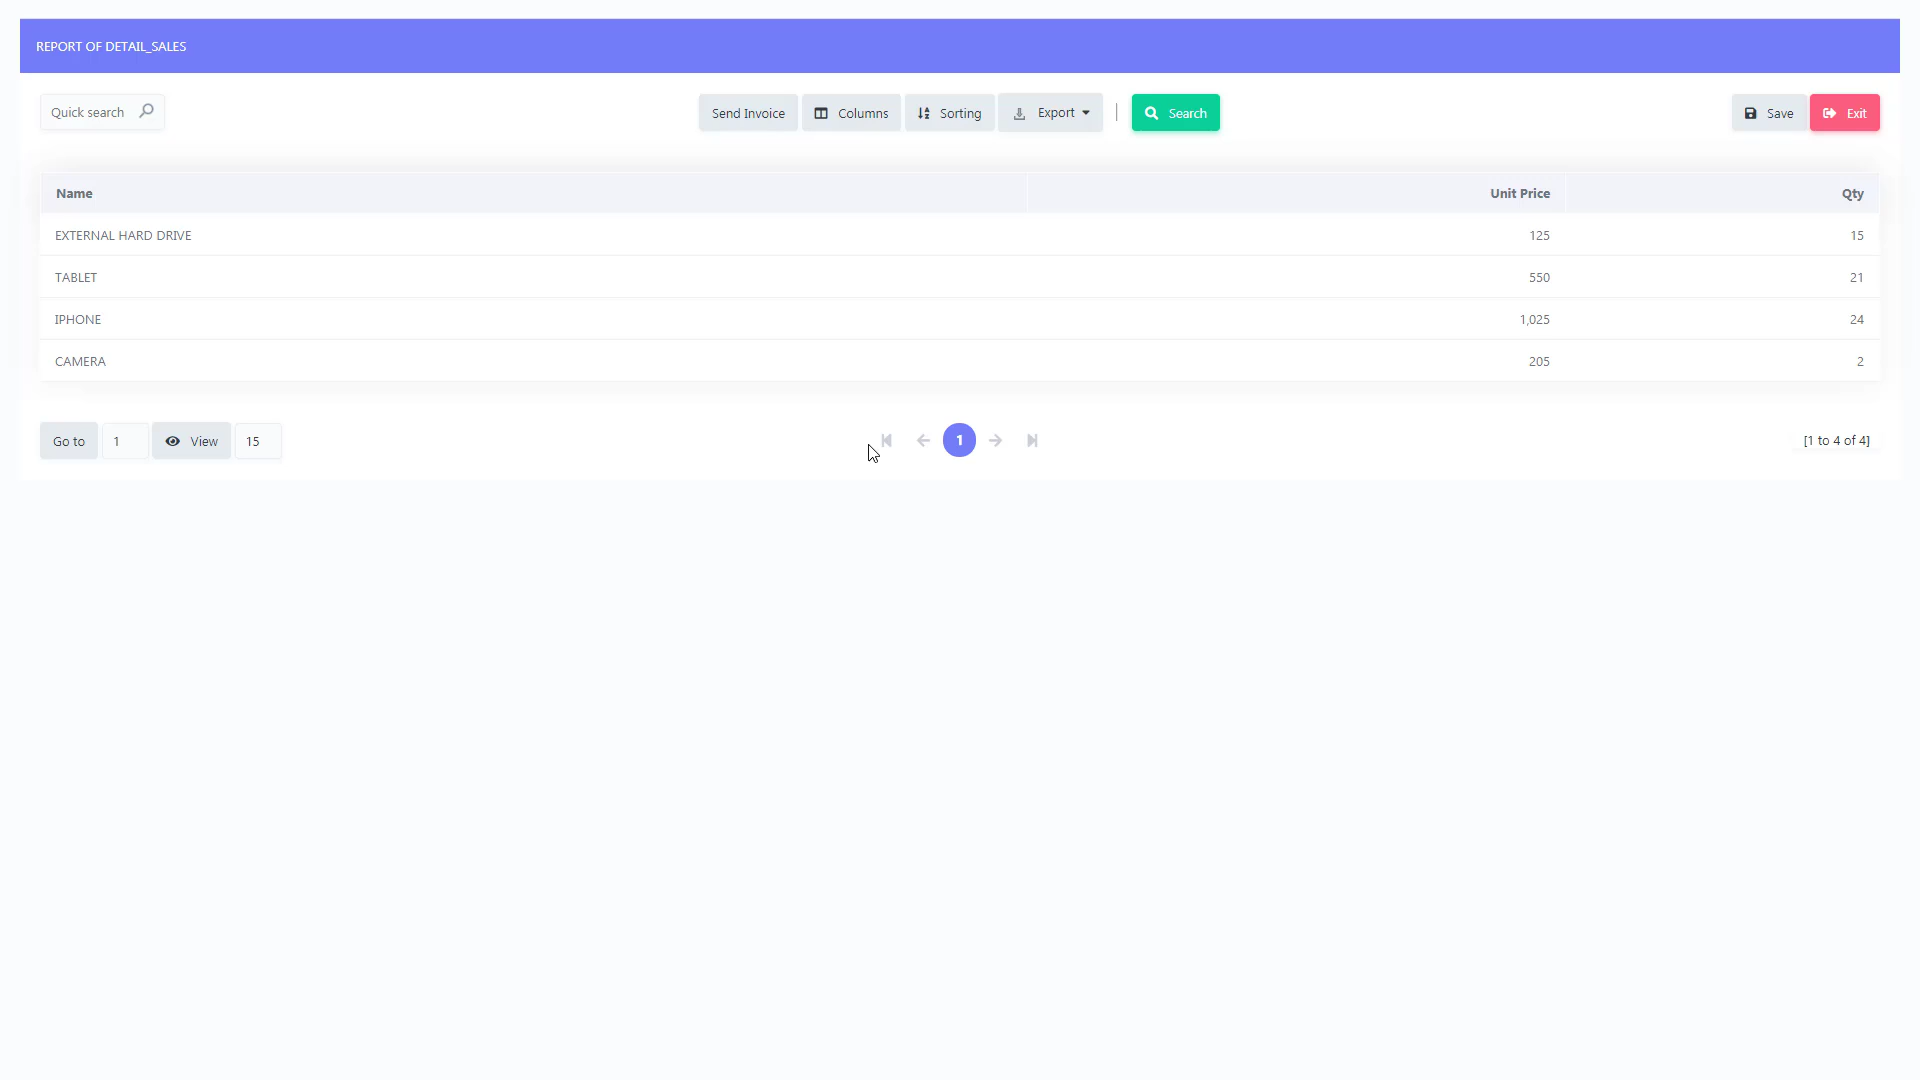 REPORT OF DETAIL_SALES
Quick search Send Invoice Columns Sorting Export | Search Save Exit
Name Unit Price Qty
EXTERNAL HARD DRIVE 125 15
TABLET 550 21
IPHONE 1,025 24
CAMERA 205 2
Go to 1 View 15 1 [1 to 4 of 4]